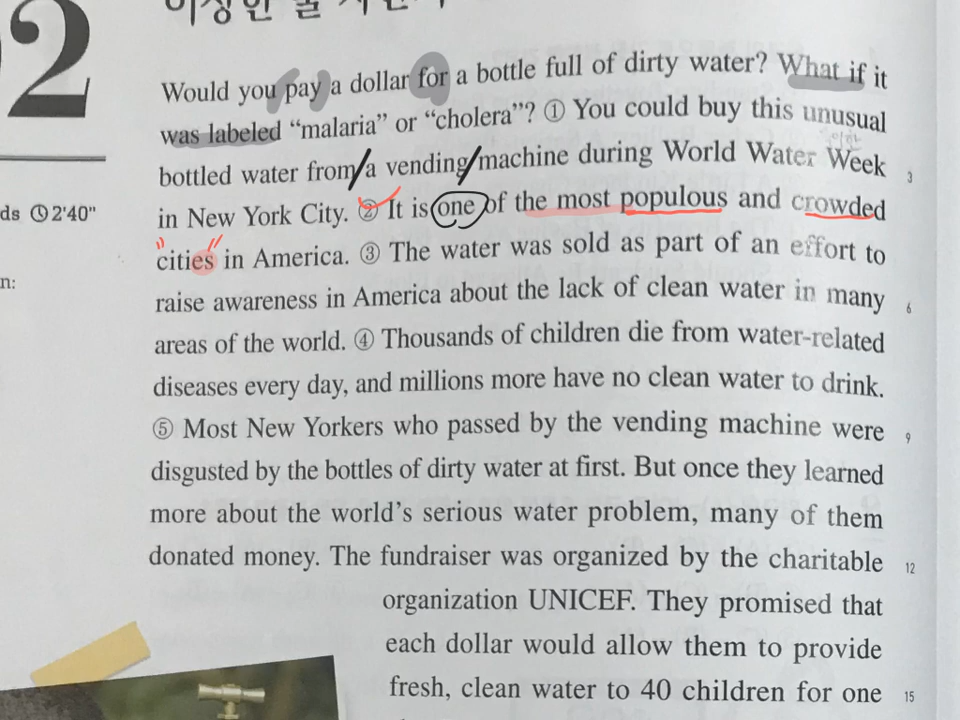 2
Would you pay a dollar for a bottle full of dirty water? What if it
was labeled “malaria” or “cholera”? ① You could buy this unusual
bottled water from a vending machine during World Water Week
3
ds 2'40"
in New York City. ② It is one of the most populous and crowded
cities in America. ③ The water was sold as part of an effort to
n:
raise awareness in America about the lack of clean water in many
6
areas of the world. ④ Thousands of children die from water-related
diseases every day, and millions more have no clean water to drink.
⑤ Most New Yorkers who passed by the vending machine were
9
disgusted by the bottles of dirty water at first. But once they learned
more about the world’s serious water problem, many of them
donated money. The fundraiser was organized by the charitable
12
organization UNICEF. They promised that
each dollar would allow them to provide
fresh, clean water to 40 children for one
15